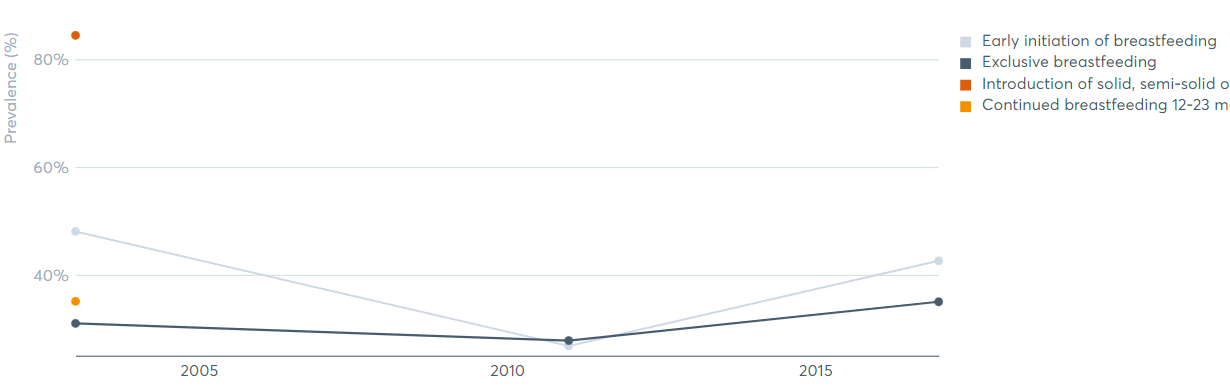 Prevalence (%)
80%
60%
40%
2005
2010
2015
Early initiation of breastfeeding
Exclusive breastfeeding
Introduction of solid, semi-solid
Continued breastfeeding 12-23